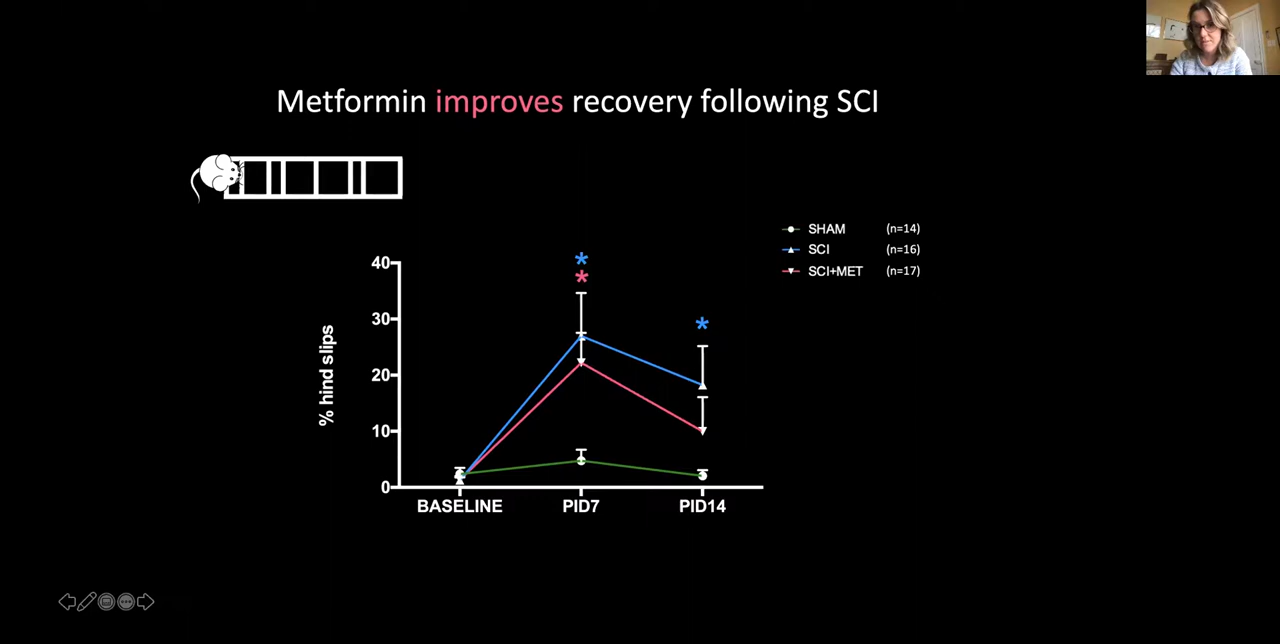 Metformin improves recovery following SCI
SHAM (n=14)
SCI (n=16)
SCI+MET (n=17)
* 
*
*
40
30
20
10
0
% hind slips
BASELINE PID7 PID14